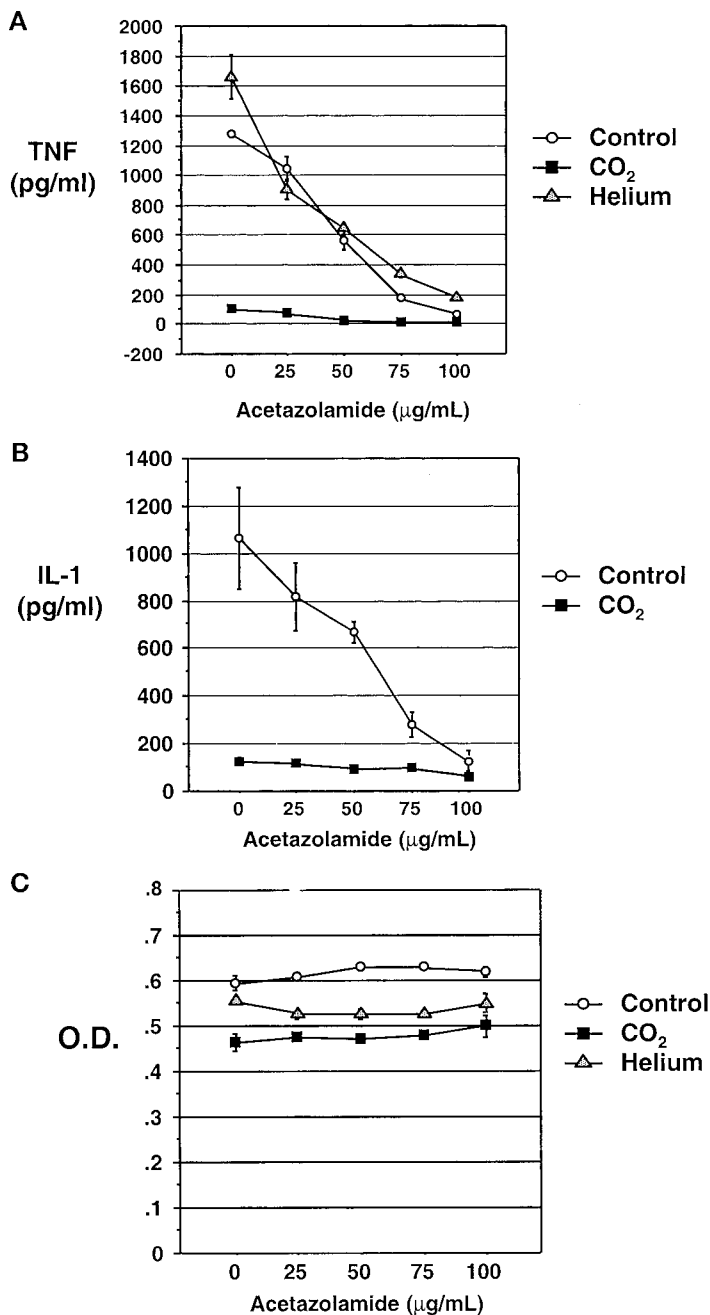 A
TNF
(pg/ml)
2000
1800
1600
1400
1200
1000
800
600
400
200
0
-200
0 25 50 75 100
Acetazolamide (μg/mL)
Control
CO2
Helium
B
IL-1
(pg/ml)
1400
1200
1000
800
600
400
200
0
0 25 50 75 100
Acetazolamide (μg/mL)
Control
CO2
C
O.D.
.8
.7
.6
.5
.4
.3
.2
.1
0
0 25 50 75 100
Acetazolamide (μg/mL)
Control
CO2
Helium